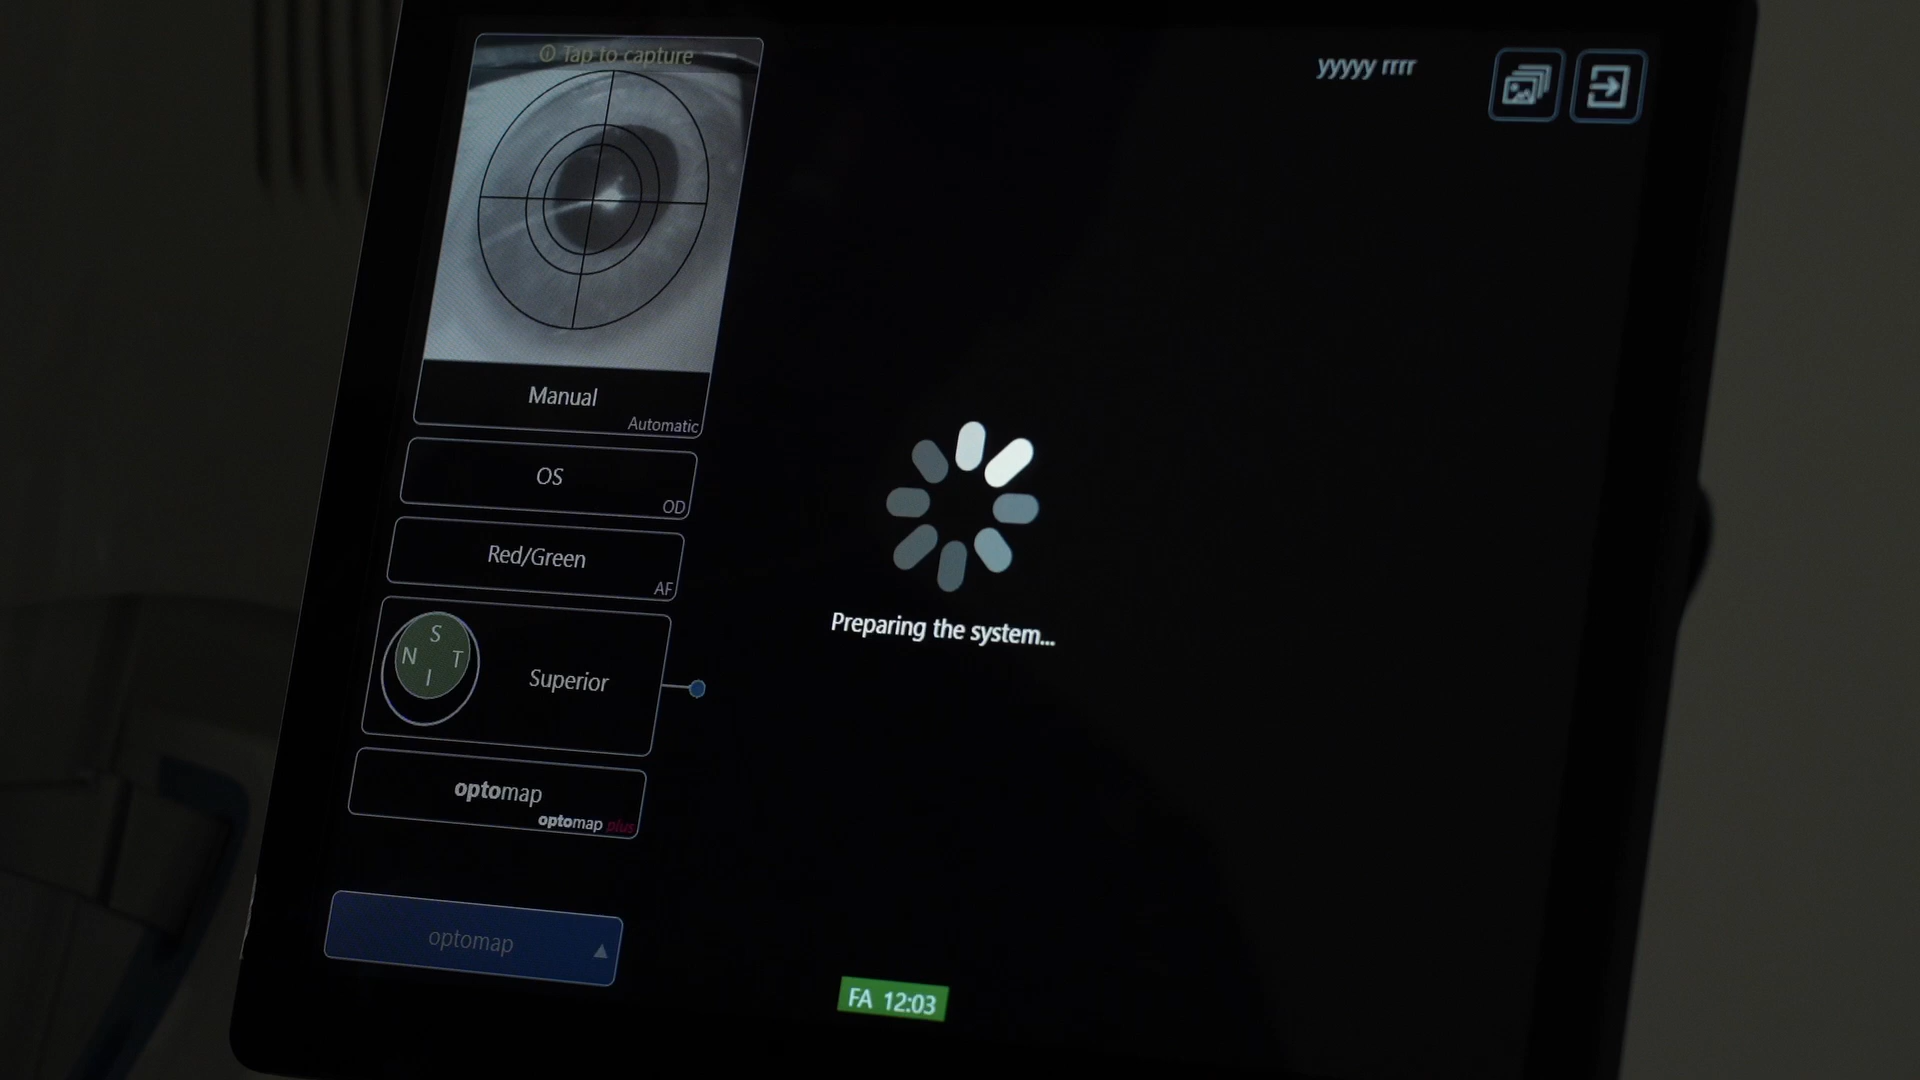 Tap to capture
yyyyy rrrr
Manual
Automatic
OS
OD
Red/Green
AF
S
N T
I
Superior
optomap
optomap plus
optomap
Preparing the system...
FA 12:03